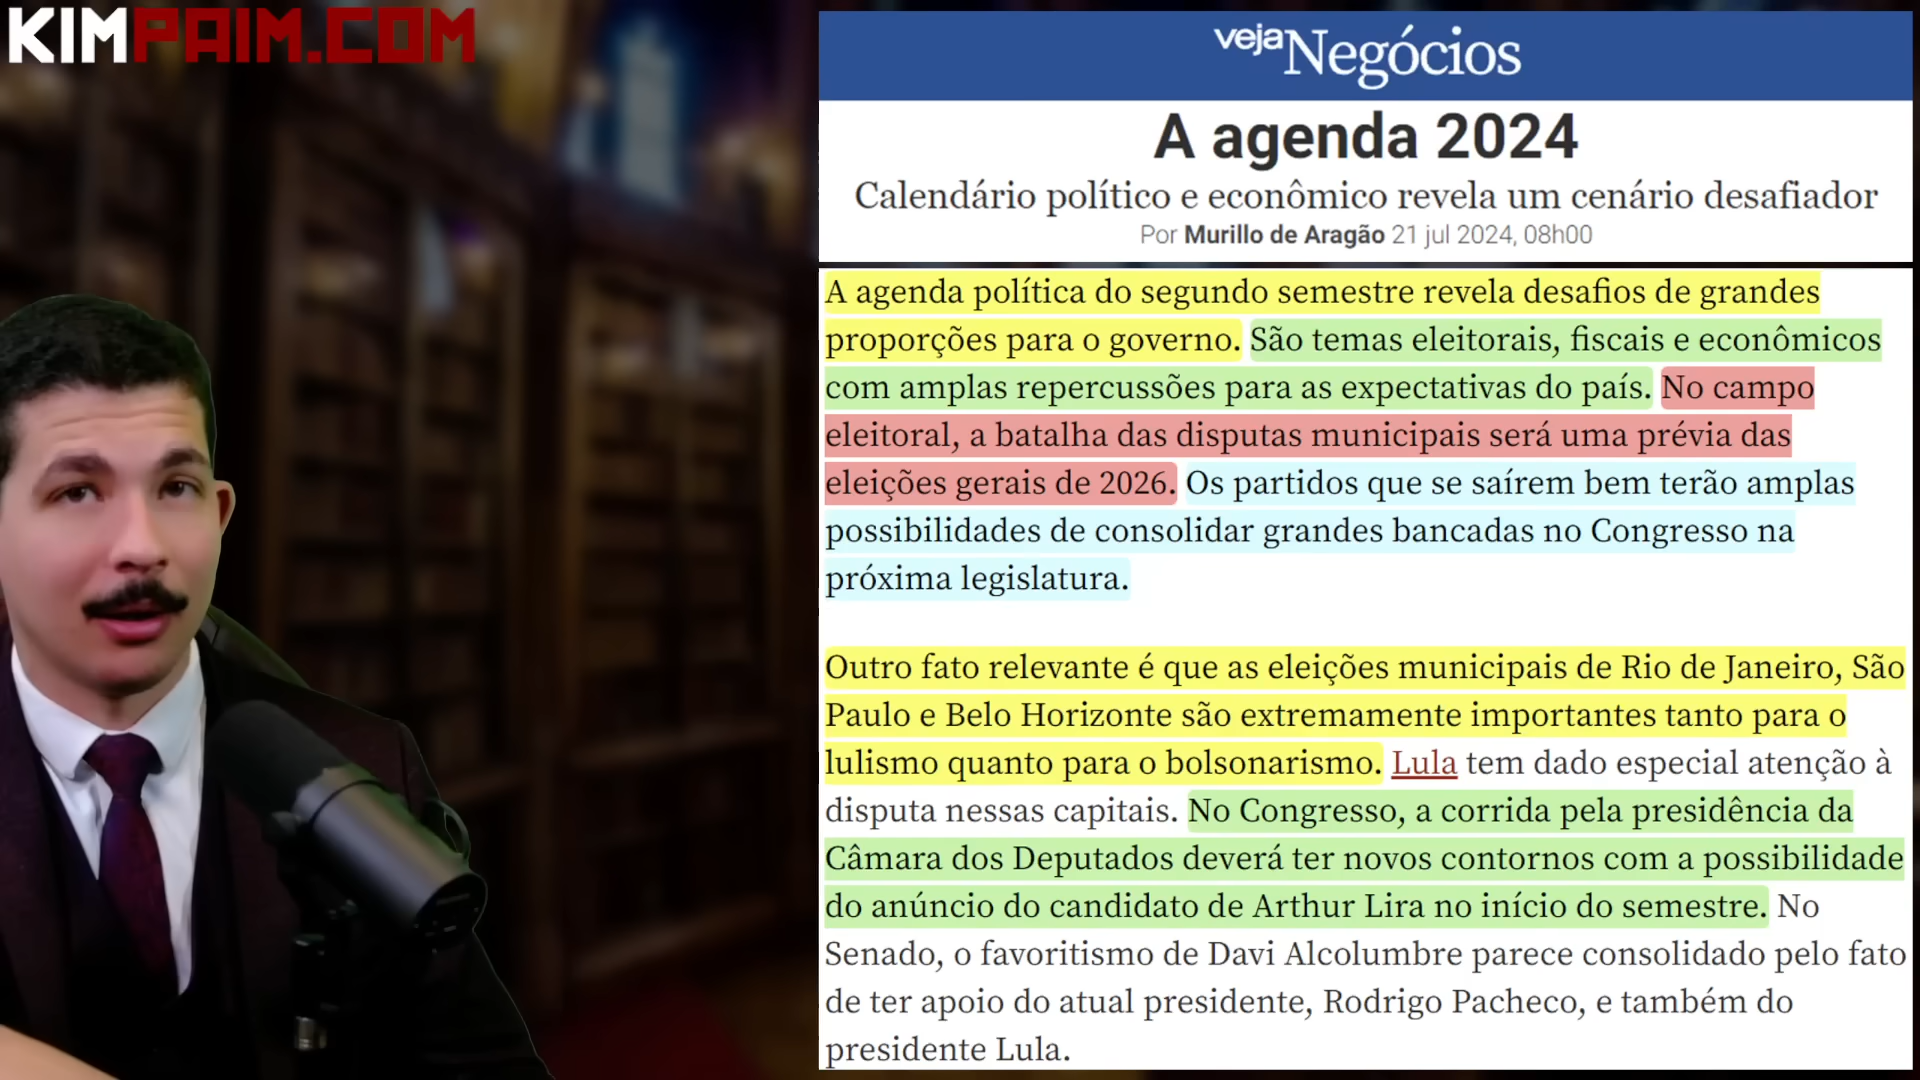 KIMPAIM.COM
veja Negócios
A agenda 2024
Calendário político e econômico revela um cenário desafiador
Por Murillo de Aragão 21 jul 2024, 08h00
A agenda política do segundo semestre revela desafios de grandes
proporções para o governo. São temas eleitorais, fiscais e econômicos
com amplas repercussões para as expectativas do país. No campo
eleitoral, a batalha das disputas municipais será uma prévia das
eleições gerais de 2026. Os partidos que se saírem bem terão amplas
possibilidades de consolidar grandes bancadas no Congresso na
próxima legislatura.
Outro fato relevante é que as eleições municipais de Rio de Janeiro, São
Paulo e Belo Horizonte são extremamente importantes tanto para o
lulismo quanto para o bolsonarismo. Lula tem dado especial atenção à
disputa nessas capitais. No Congresso, a corrida pela presidência da
Câmara dos Deputados deverá ter novos contornos com a possibilidade
do anúncio do candidato de Arthur Lira no início do semestre. No
Senado, o favoritismo de Davi Alcolumbre parece consolidado pelo fato
de ter apoio do atual presidente, Rodrigo Pacheco, e também do
presidente Lula.